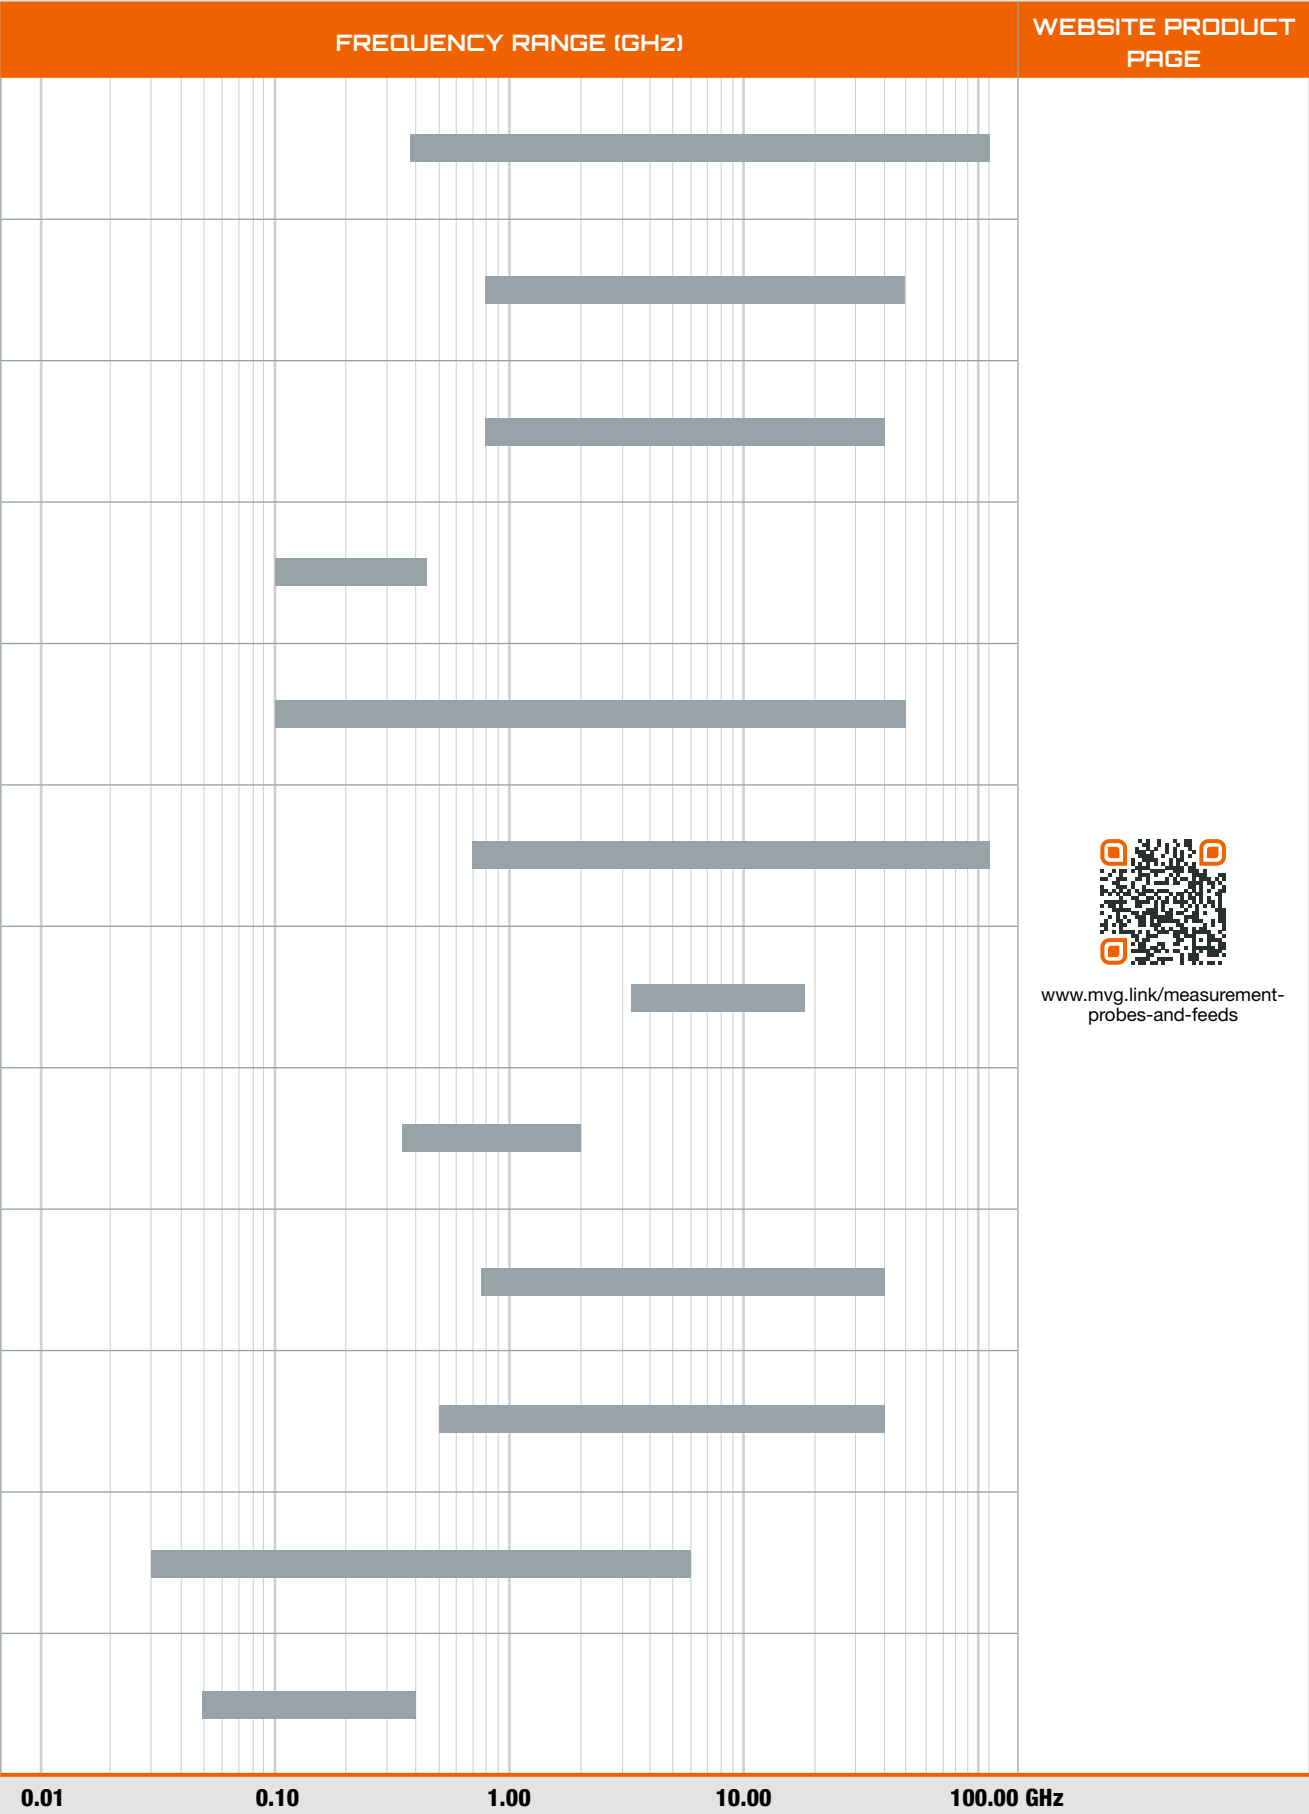 FREQUENCY RANGE (GHz)
WEBSITE PRODUCT
PAGE
www.mvg.link/measurement-
probes-and-feeds
0.01 0.10 1.00 10.00 100.00 GHz